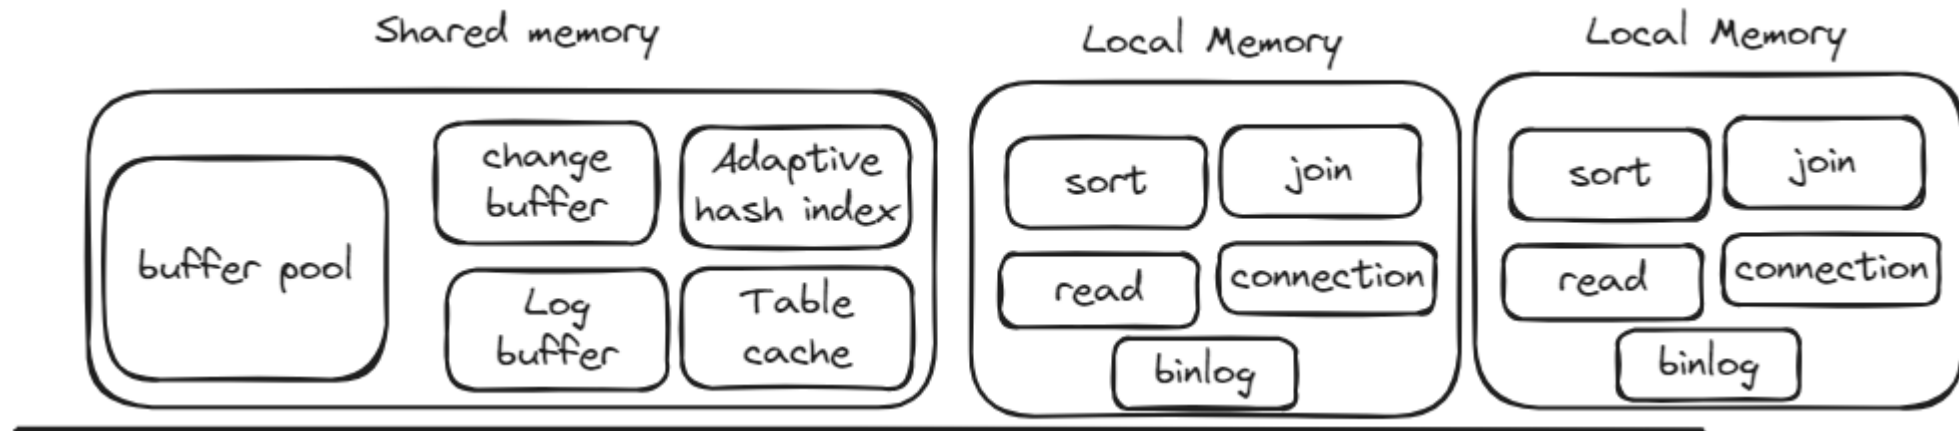 Shared memory
buffer pool
change
buffer
Adaptive
hash index
Log
buffer
Table
cache
Local Memory
sort
join
read
connection
binlog
Local Memory
sort
join
read
connection
binlog